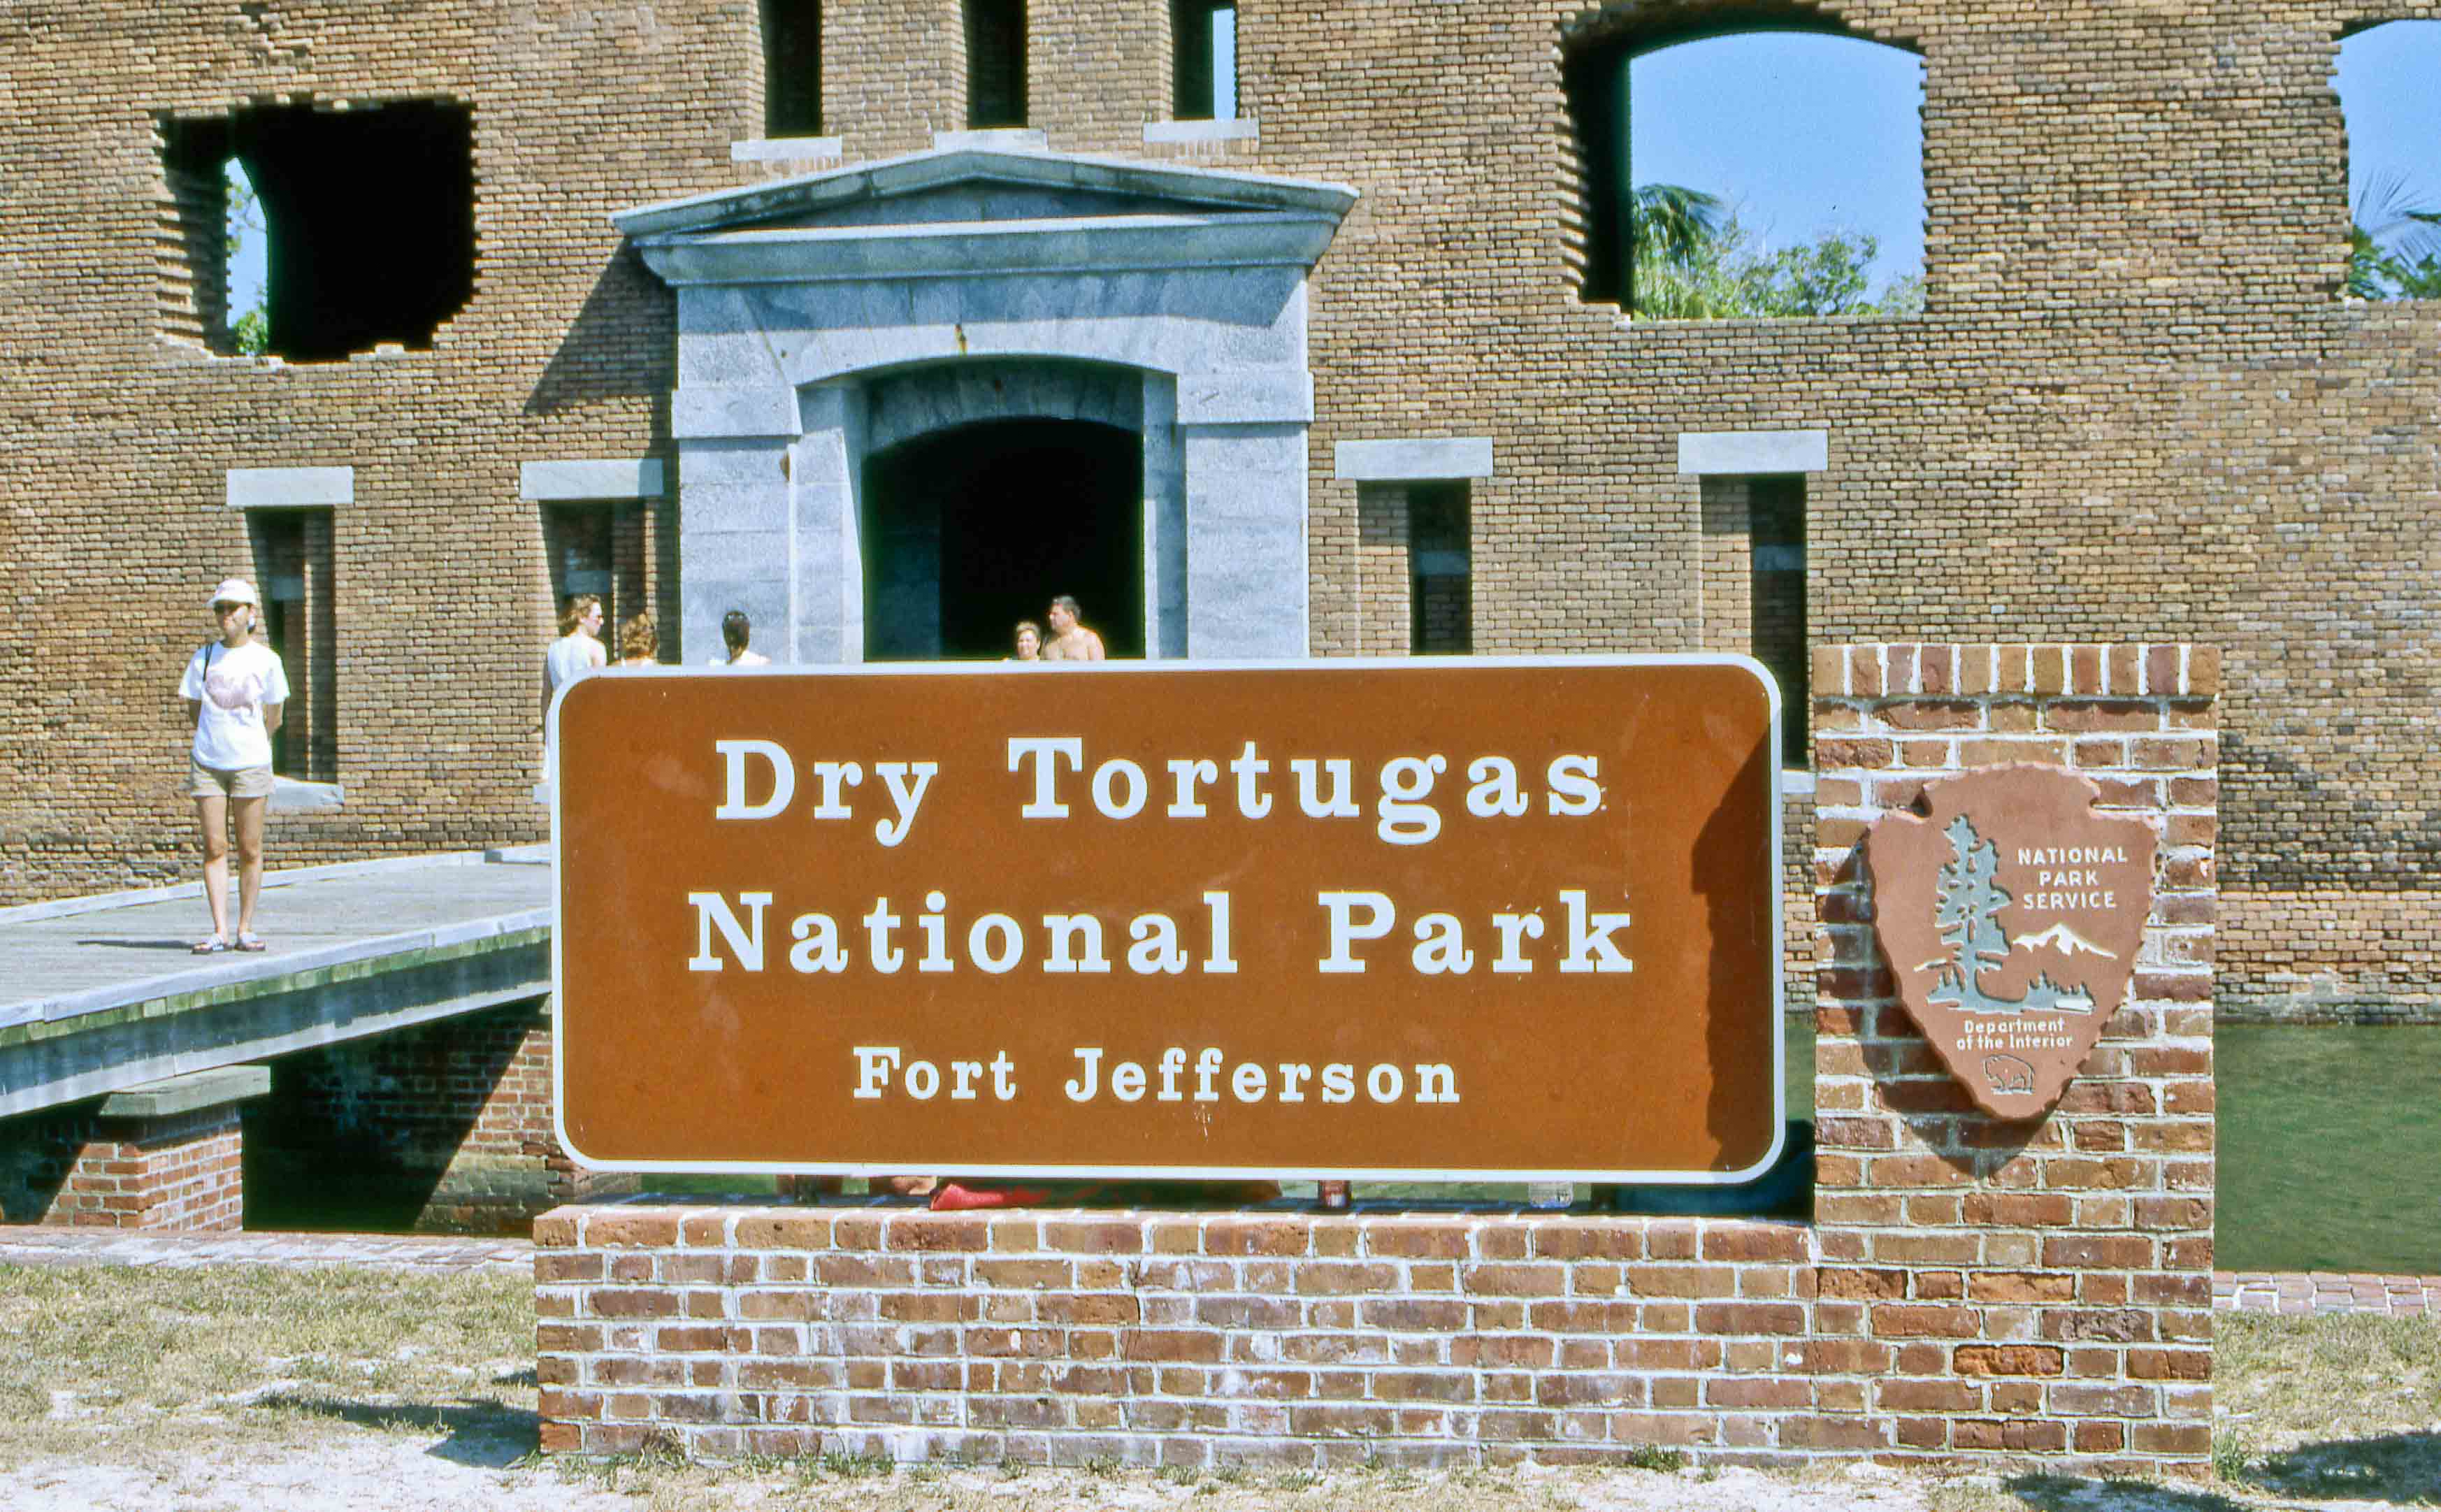 Dry Tortugas
National Park
Fort Jefferson
NATIONAL
PARK
SERVICE
Department
of the Interior